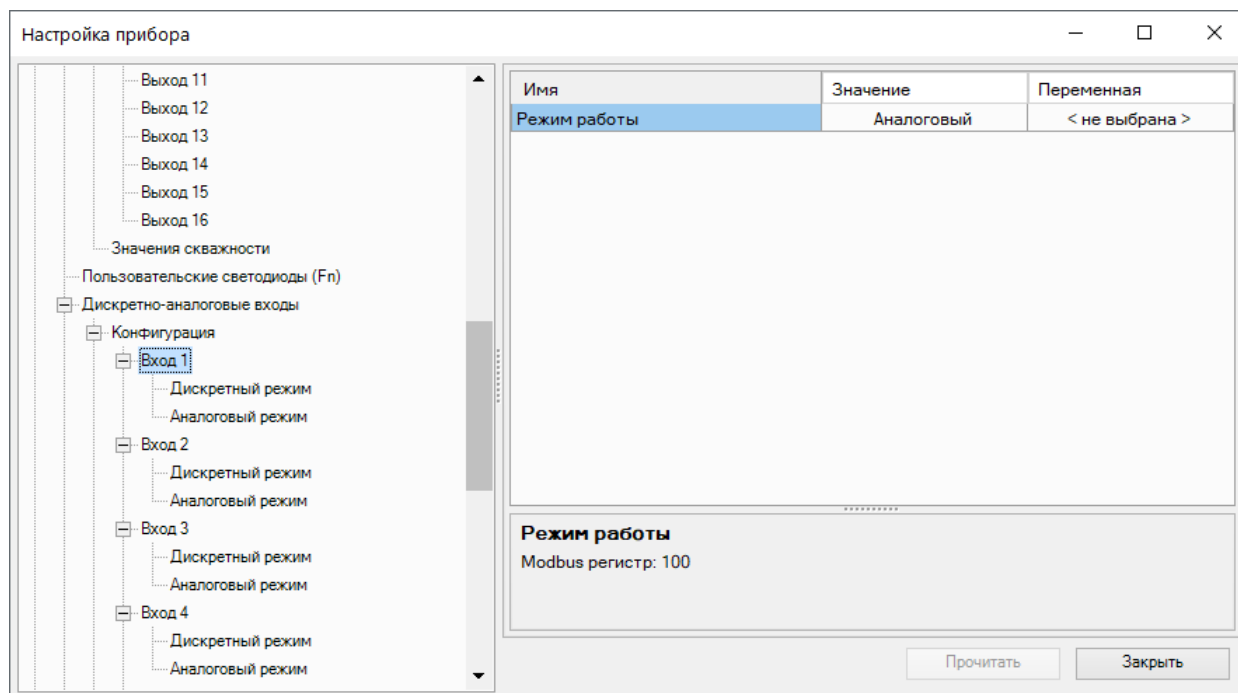 Настройка прибора
Выход 11
Выход 12
Выход 13
Выход 14
Выход 15
Выход 16
Значения скважности
Пользовательские светодиоды (Fn)
Дискретно-аналоговые входы
Конфигурация
Вход 1
Дискретный режим
Аналоговый режим
Вход 2
Дискретный режим
Аналоговый режим
Вход 3
Дискретный режим
Аналоговый режим
Вход 4
Дискретный режим
Аналоговый режим
Имя Значение Переменная
Режим работы Аналоговый < не выбрана >
Режим работы
Modbus регистр: 100
Прочитать Закрыть